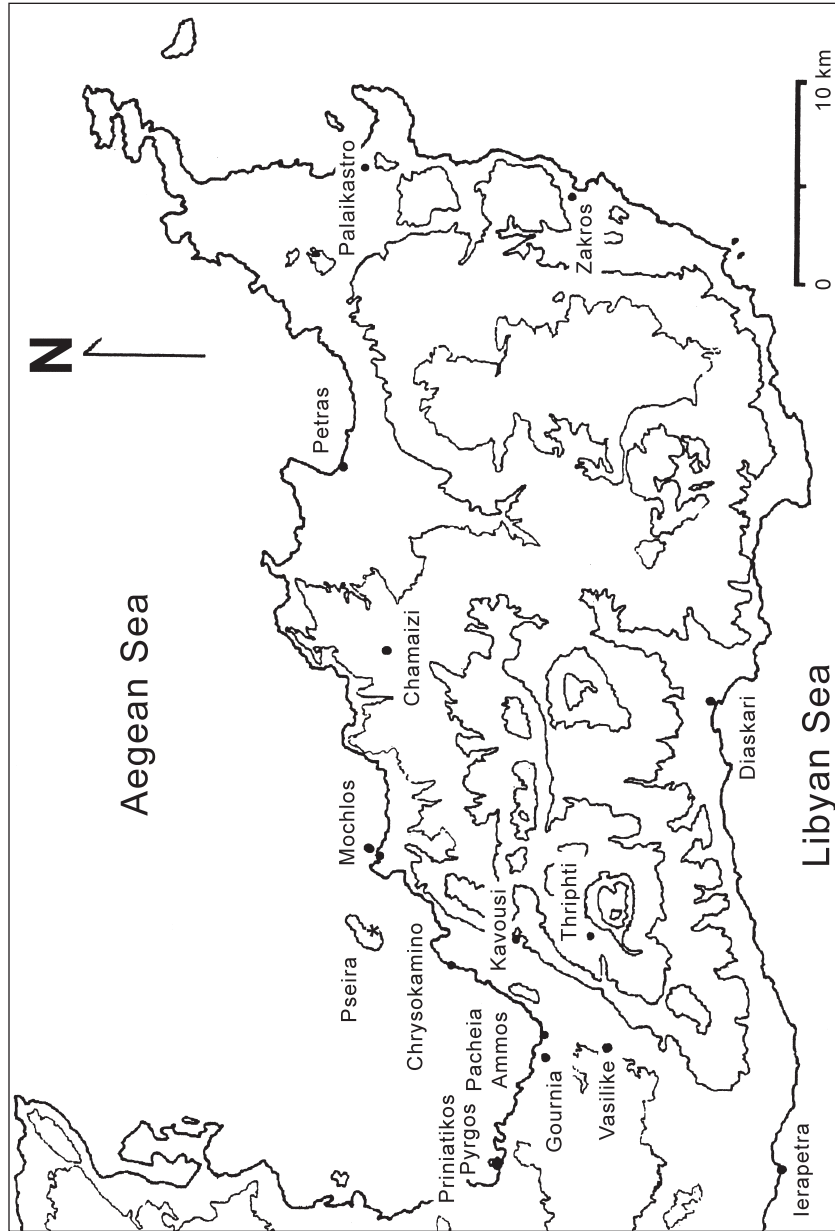 Aegean Sea
N
Palaikastro
Petras
Zakros
Chamaizi
Mochlos
Pseira
*
Chrysokamino
Kavousi
Thriphti
Priniatikos
Pyrgos
Pacheia
Ammos
Gournia
Vasilike
Diaskari
Ierapetra
Libyan Sea
0
10 km